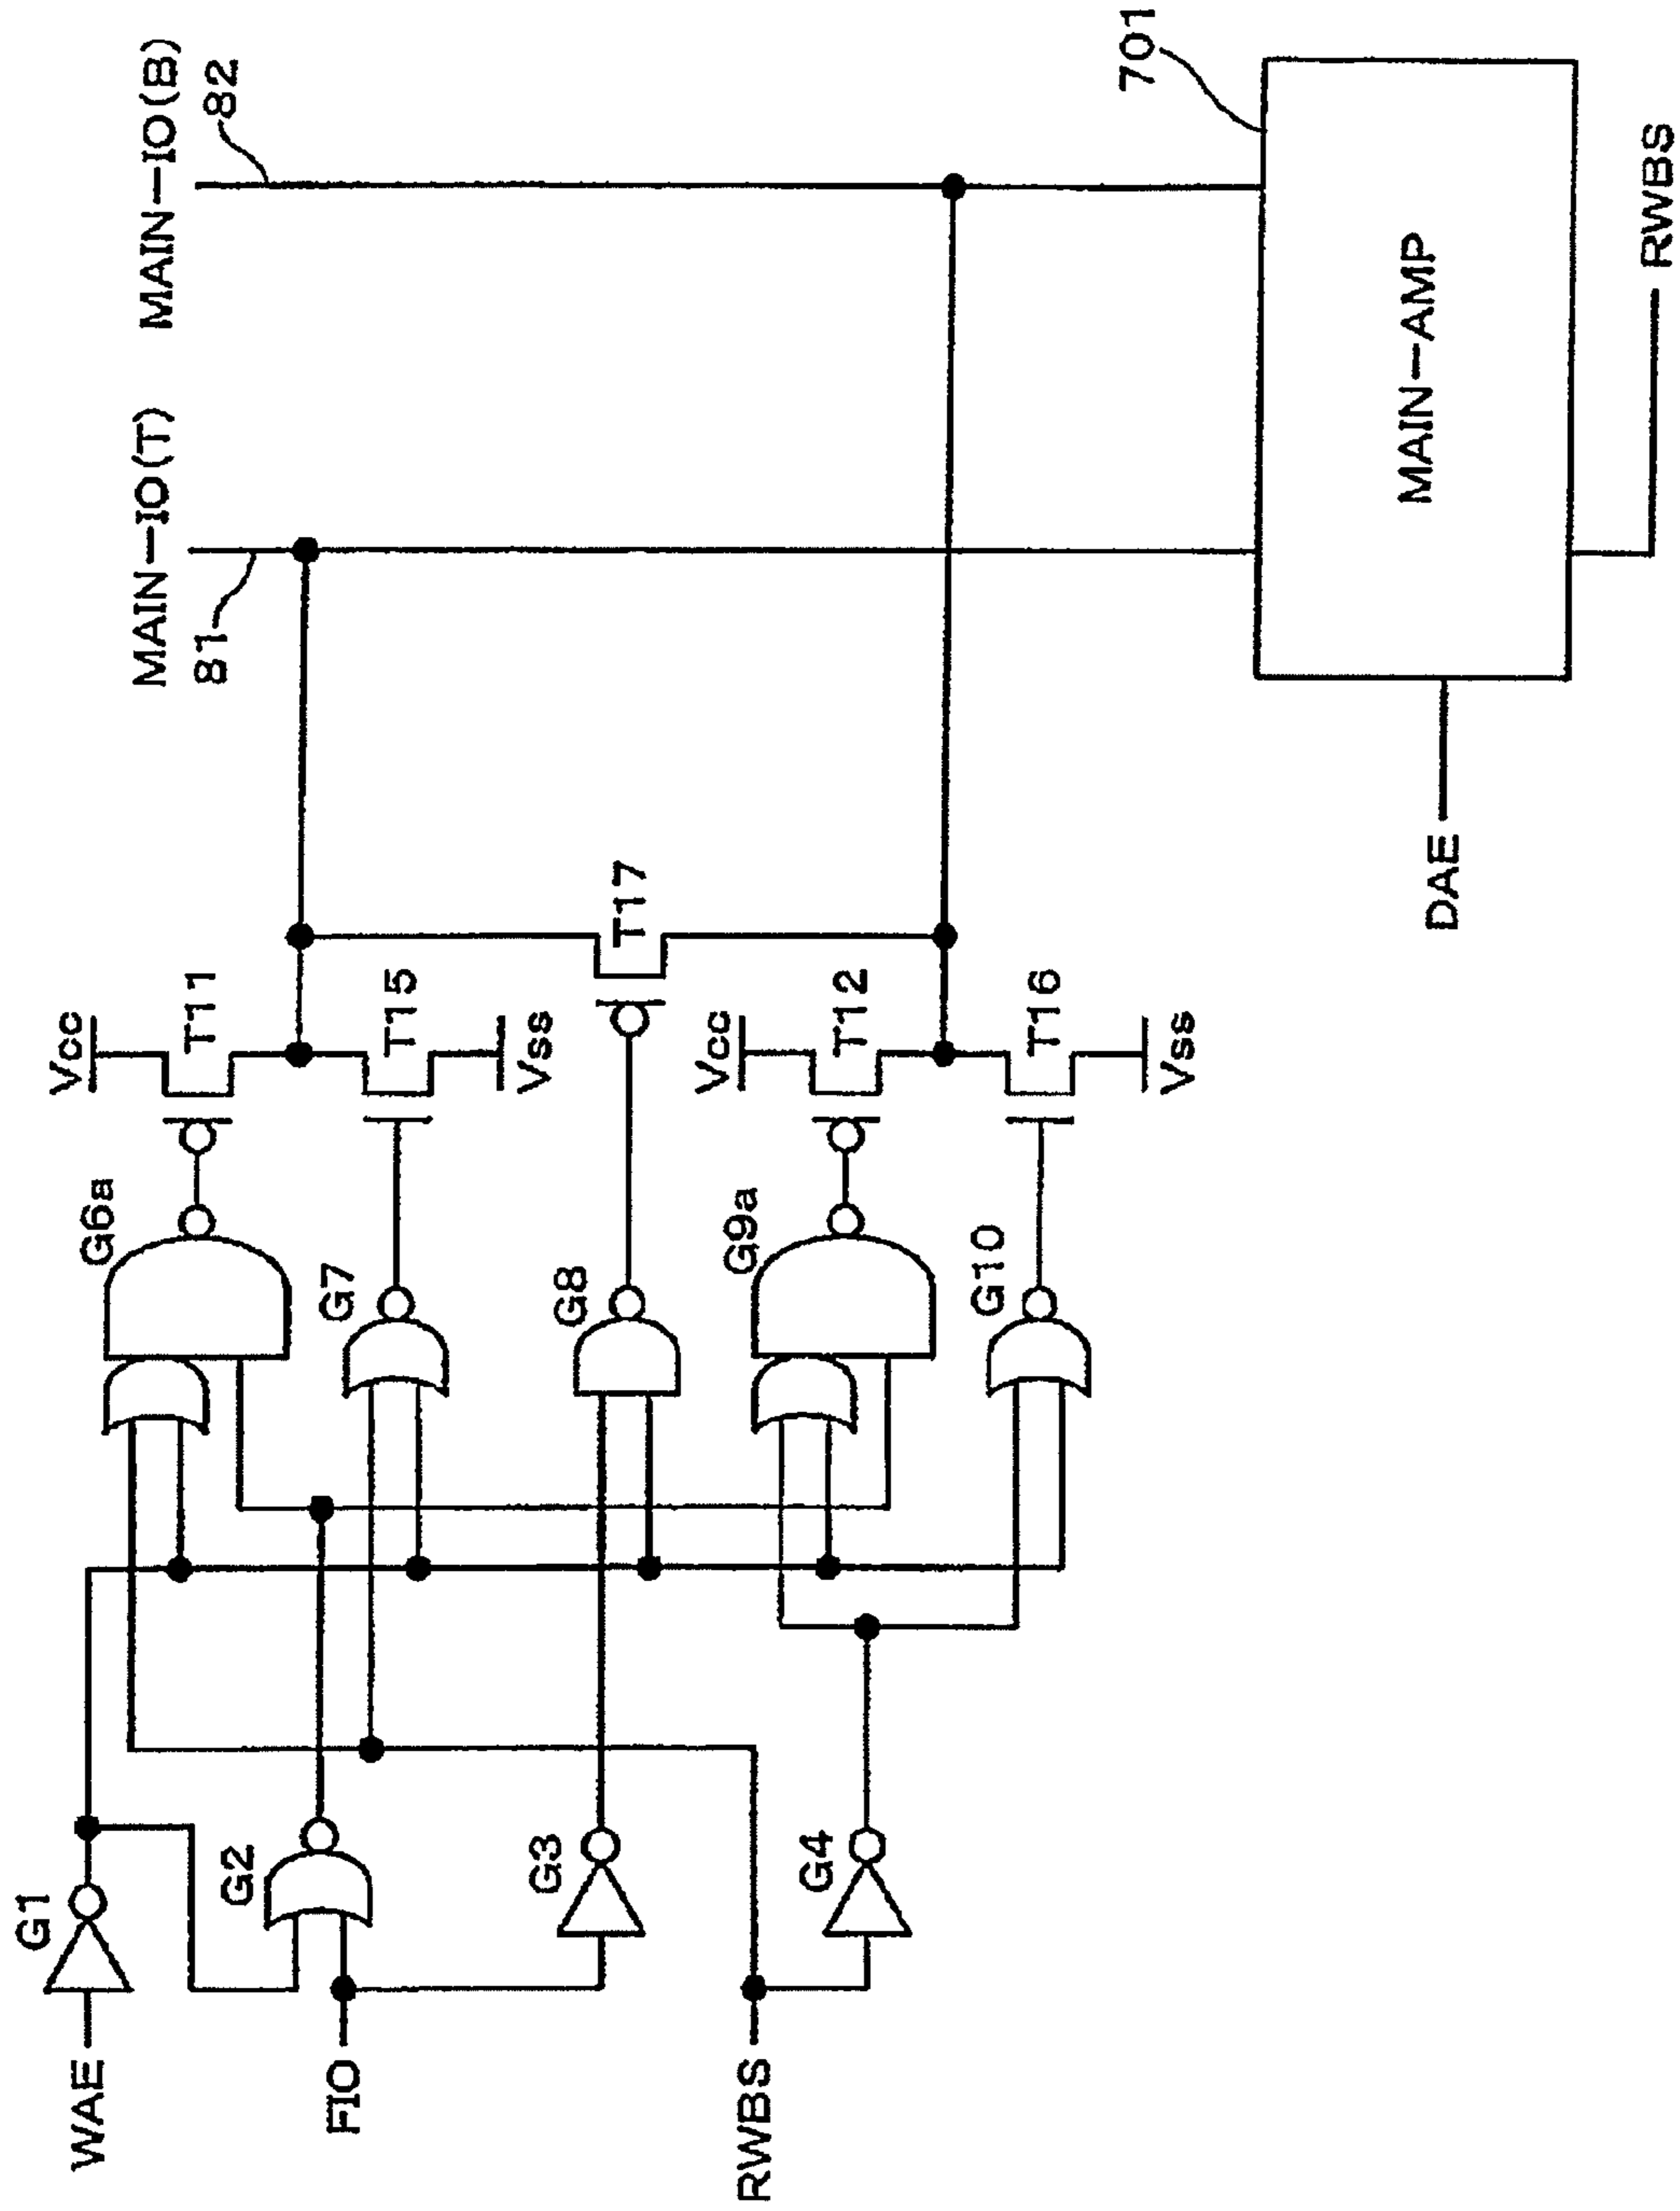 MAIN-IO(T)
MAIN-IO(B)
81
82
701
Vcc
T11
T15
Vss
T17
Vcc
T12
T16
Vss
G6a
G7
G8
G9a
G10
G1
G2
G3
G4
WAE
FIO
RWBS
MAIN-AMP
DAE
RWBS